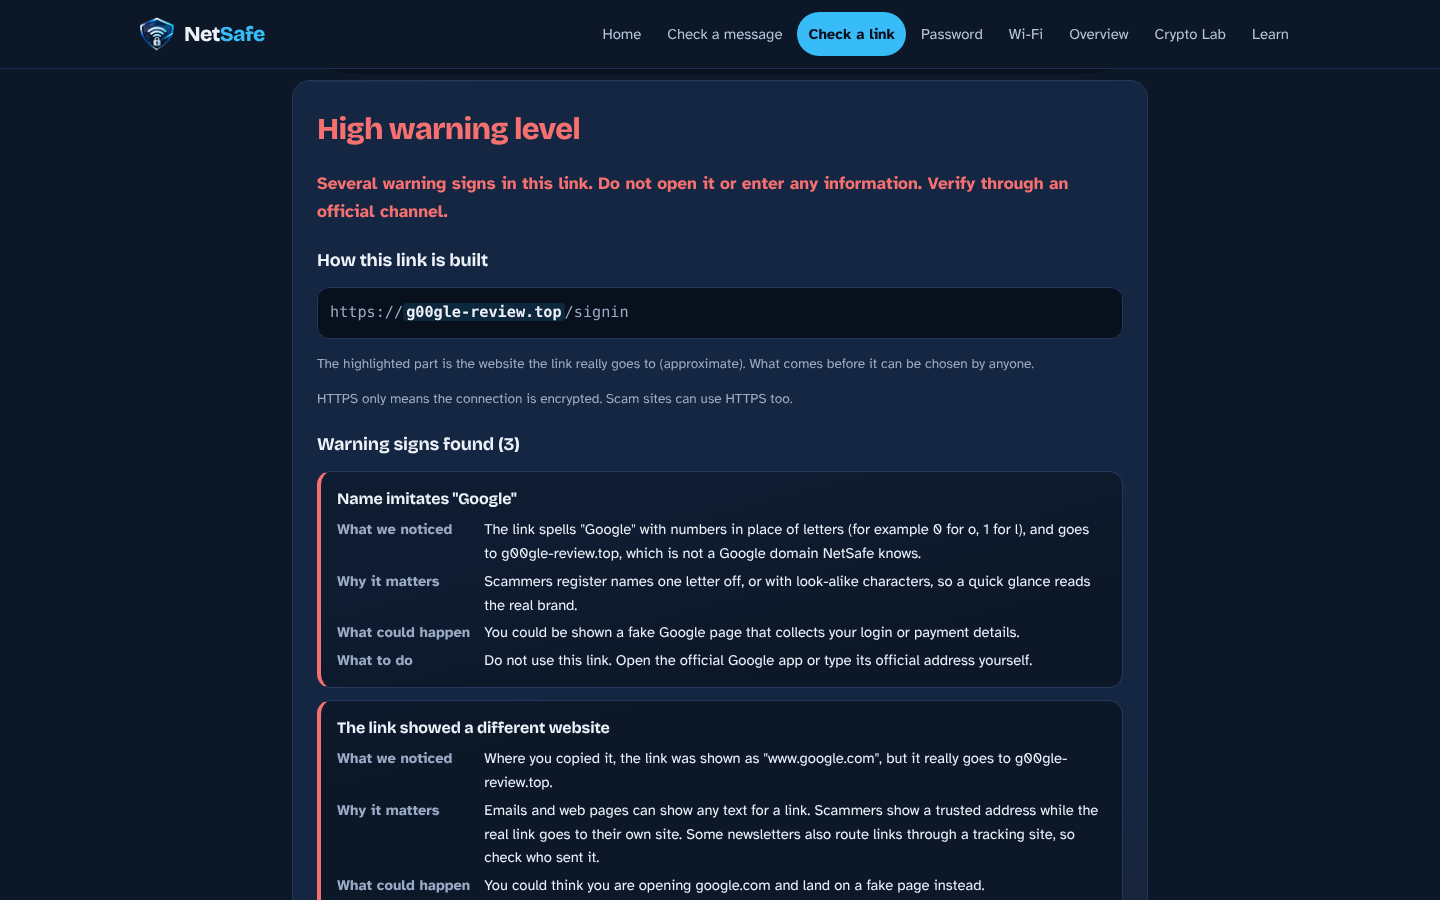 NetSafe
Home Check a message Check a link Password Wi-Fi Overview Crypto Lab Learn
High warning level
Several warning signs in this link. Do not open it or enter any information. Verify through an
official channel.
How this link is built
https://g00gle-review.top/signin
The highlighted part is the website the link really goes to (approximate). What comes before it can be chosen by anyone.
HTTPS only means the connection is encrypted. Scam sites can use HTTPS too.
Warning signs found (3)
Name imitates "Google"
What we noticed The link spells "Google" with numbers in place of letters (for example 0 for o, 1 for l), and goes
to g00gle-review.top, which is not a Google domain NetSafe knows.
Why it matters Scammers register names one letter off, or with look-alike characters, so a quick glance reads
the real brand.
What could happen You could be shown a fake Google page that collects your login or payment details.
What to do Do not use this link. Open the official Google app or type its official address yourself.
The link showed a different website
What we noticed Where you copied it, the link was shown as "www.google.com", but it really goes to g00gle-
review.top.
Why it matters Emails and web pages can show any text for a link. Scammers show a trusted address while the
real link goes to their own site. Some newsletters also route links through a tracking site, so
check who sent it.
What could happen You could think you are opening google.com and land on a fake page instead.